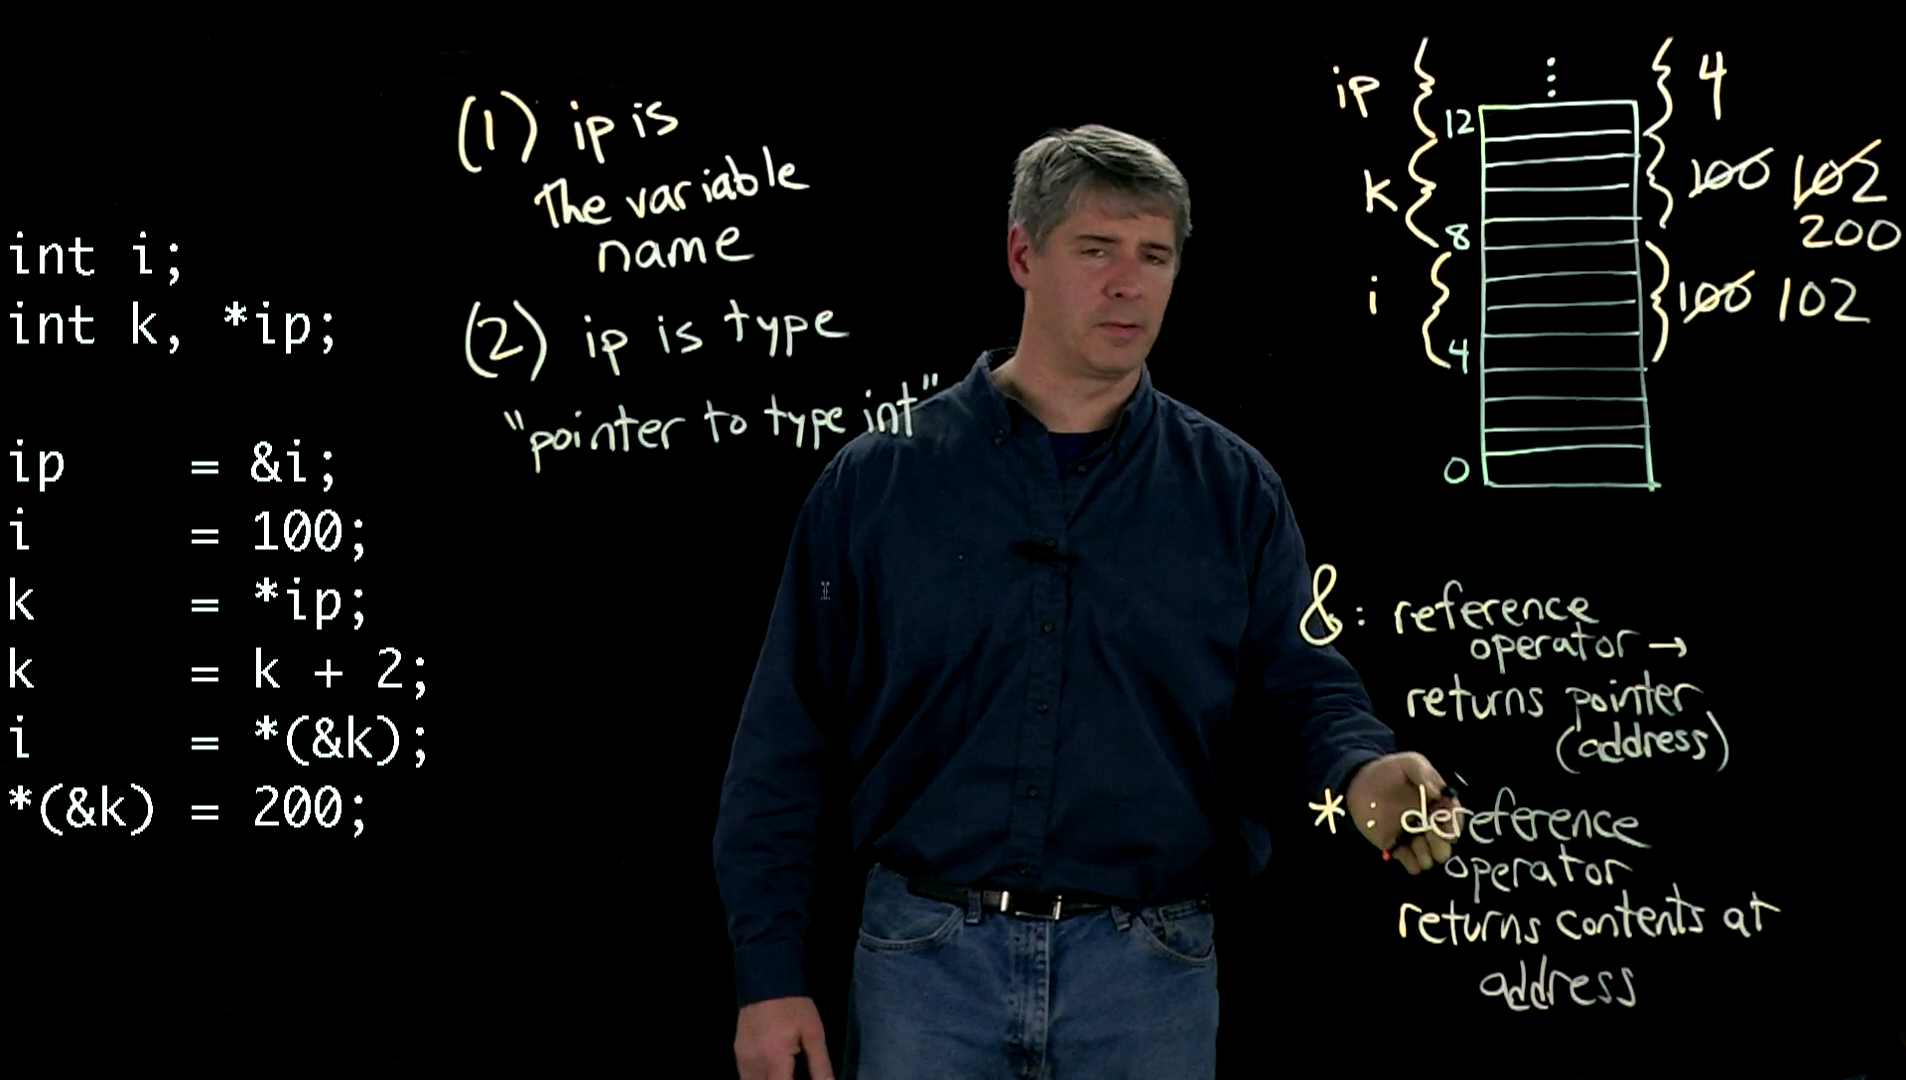 int i;
int k, *ip;
ip = &i;
i = 100;
k = *ip;
k = k + 2;
i = *(&k);
*(&k) = 200;
(1) ip is
the variable
name
(2) ip is type
"pointer to type int"
ip 4
12
k 100 102
200
8
i 100 102
4
0
&: reference
operator →
returns pointer
(address)
*: dereference
operator
returns contents at
address